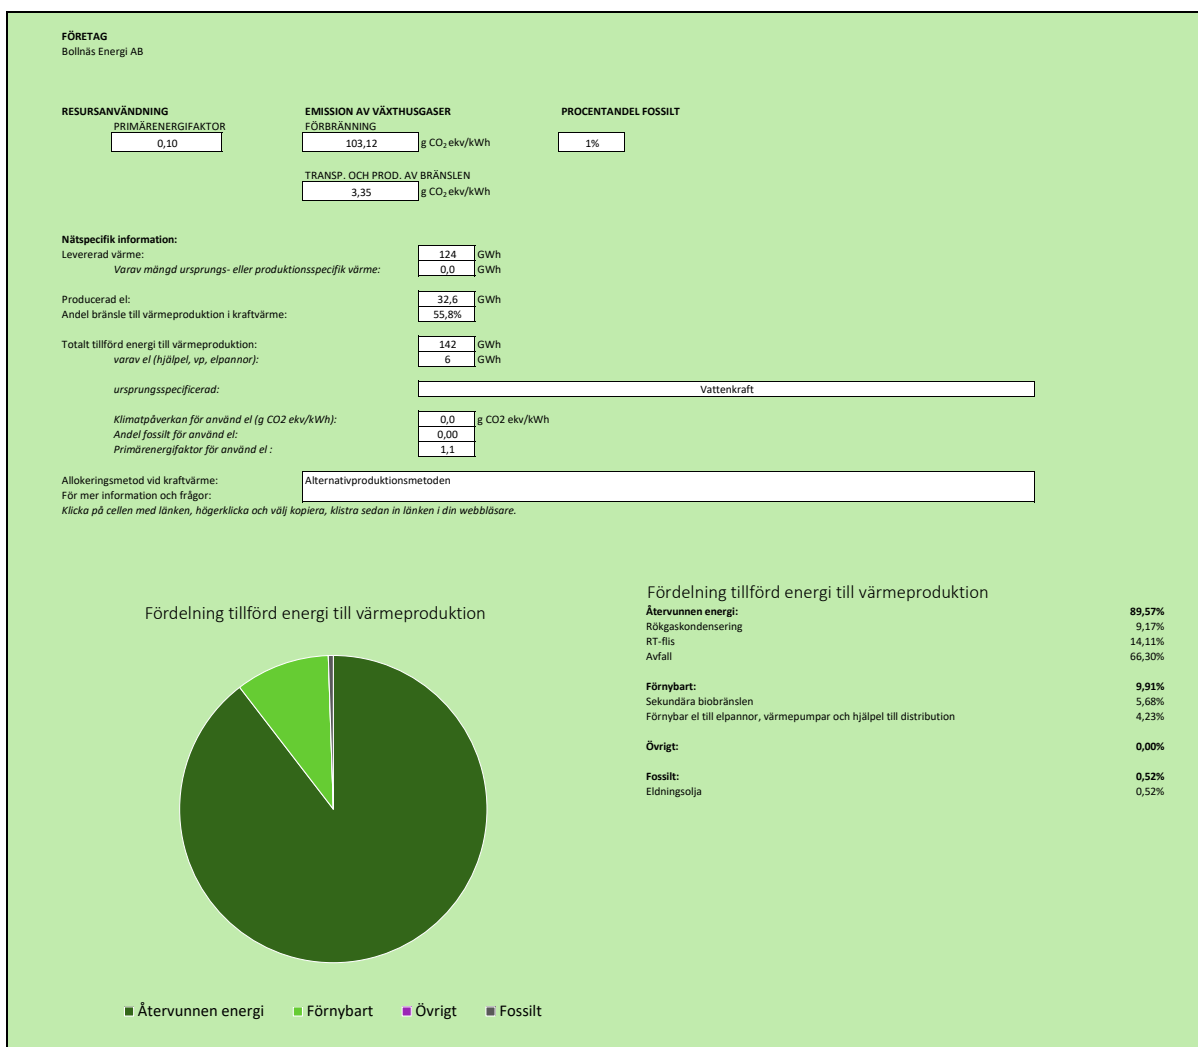 FÖRETAG
Bollnäs Energi AB
RESURSANVÄNDNING EMISSION AV VÄXTHUSGASER PROCENTANDEL FOSSILT
PRIMÄRENERGIFAKTOR FÖRBRÄNNING
0,10 103,12 g CO₂ ekv/kWh 1%
TRANSP. OCH PROD. AV BRÄNSLEN
3,35 g CO₂ ekv/kWh
Nätspecifik information:
Levererad värme: 124 GWh
Varav mängd ursprungs- eller produktionsspecifik värme: 0,0 GWh
Producerad el: 32,6 GWh
Andel bränsle till värmeproduktion i kraftvärme: 55,8%
Totalt tillförd energi till värmeproduktion: 142 GWh
varav el (hjälpel, vp, elpannor): 6 GWh
ursprungsspecificerad: Vattenkraft
Klimatpåverkan för använd el (g CO2 ekv/kWh): 0,0 g CO2 ekv/kWh
Andel fossilt för använd el: 0,00
Primärenergifaktor för använd el : 1,1
Allokeringsmetod vid kraftvärme: Alternativproduktionsmetoden
För mer information och frågor:
Klicka på cellen med länken, högerklicka och välj kopiera, klistra sedan in länken i din webbläsare.
Fördelning tillförd energi till värmeproduktion
Återvunnen energi
Förnybart
Övrigt
Fossilt
Fördelning tillförd energi till värmeproduktion
Återvunnen energi: 89,57%
Rökgaskondensering 9,17%
RT-flis 14,11%
Avfall 66,30%
Förnybart: 9,91%
Sekundära biobränslen 5,68%
Förnybar el till elpannor, värmepumpar och hjälpel till distribution 4,23%
Övrigt: 0,00%
Fossilt: 0,52%
Eldningsolja 0,52%